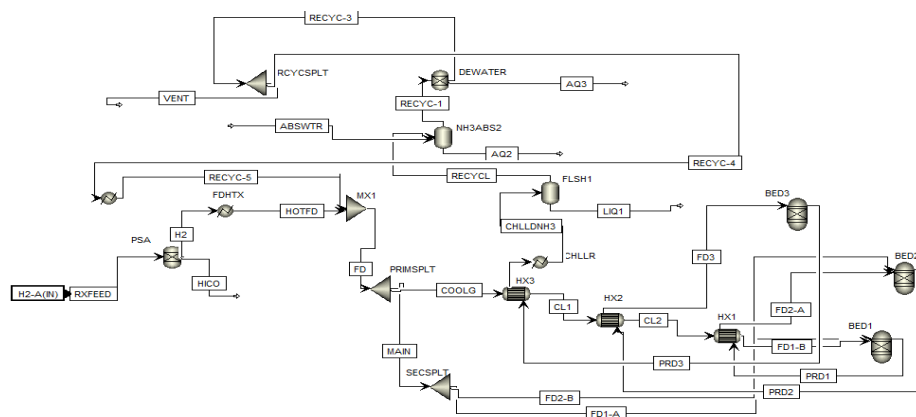 RECYC-3
RCYCSPLT
DEWATER
VENT
AQ3
RECYC-1
ABSWTR
NH3ABS2
AQ2
RECYC-4
RECYC-5
RECYCL
FLSH1
FDHTX
MX1
BED3
HOTFD
LIQ1
H2
CHLLDNH3
PSA
BED2
FD3
CHLLR
FD
PRIMSPLT
H2-A(IN)
RXFEED
HICO
COOLG
HX3
HX2
HX1
FD2-A
CL1
CL2
BED1
FD1-B
MAIN
PRD3
PRD1
SECSPLT
PRD2
FD2-B
FD1-A